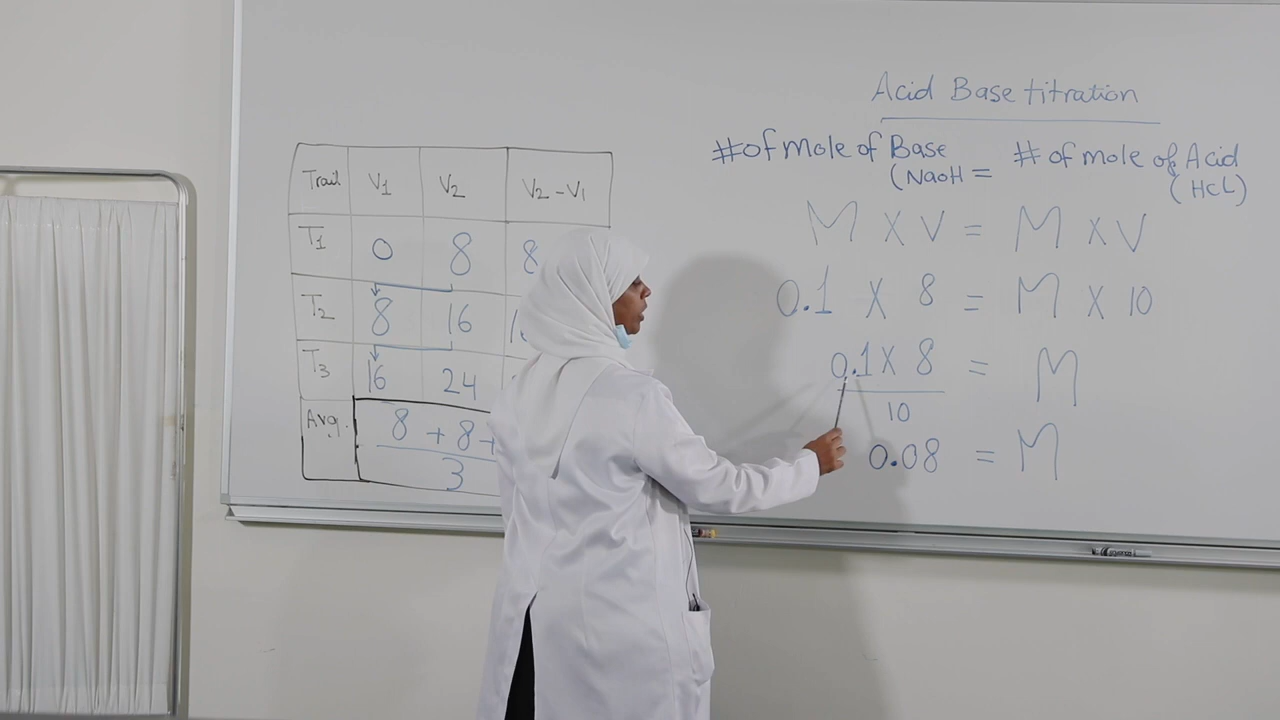 Acid Base titration
#of mole of Base = # of mole of Acid
(NaoH (HCL)
M X V = M X V
0.1 X 8 = M X 10
0.1 X 8 = M
10
0.08 = M
Trail V1 V2 V2-V1
T1 0 8 8
T2 8 16
T3 16 24
Avg. 8 + 8 +
3